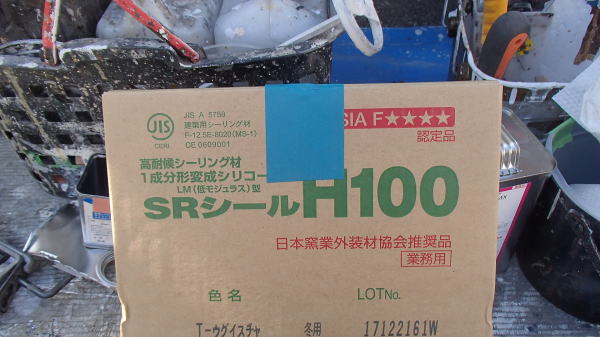 JIS
CERI
JIS A 5758
建築用シーリング材
F-12.5E-8020(MS-1)
CE 0609001
SIA F★★★★
認定品
高耐候シーリング材
1成分形変成シリコー
LM(低モジュラス)型
SRシールH100
日本窯業外装材協会推奨品
業務用
色名
LOTNo.
T-ウグイスチャ 冬用 17122161W